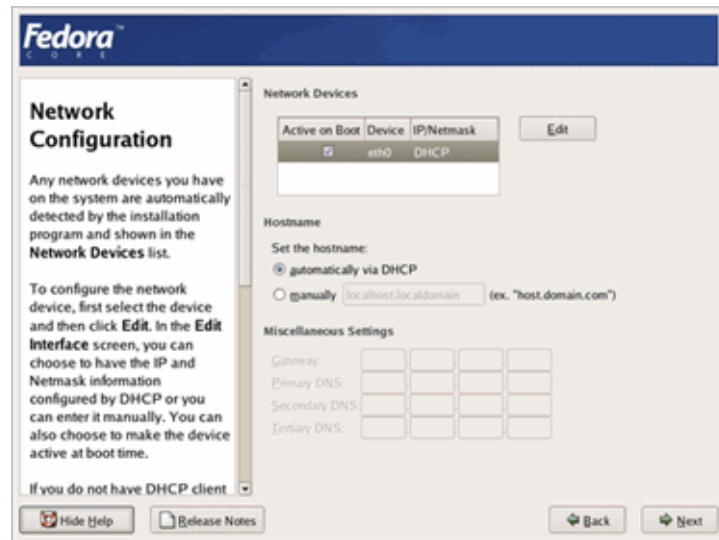 Fedora™
CORE
Network
Configuration
Any network devices you have
on the system are automatically
detected by the installation
program and shown in the
Network Devices list.
To configure the network
device, first select the device
and then click Edit. In the Edit
Interface screen, you can
choose to have the IP and
Netmask information
configured by DHCP or you
can enter it manually. You can
also choose to make the device
active at boot time.
If you do not have DHCP client
Network Devices
Active on Boot Device IP/Netmask
eth0 DHCP
Edit
Hostname
Set the hostname:
automatically via DHCP
manually localhost.localdomain (ex. "host.domain.com")
Miscellaneous Settings
Gateway:
Primary DNS:
Secondary DNS:
Tertiary DNS:
Hide Help
Release Notes
Back
Next